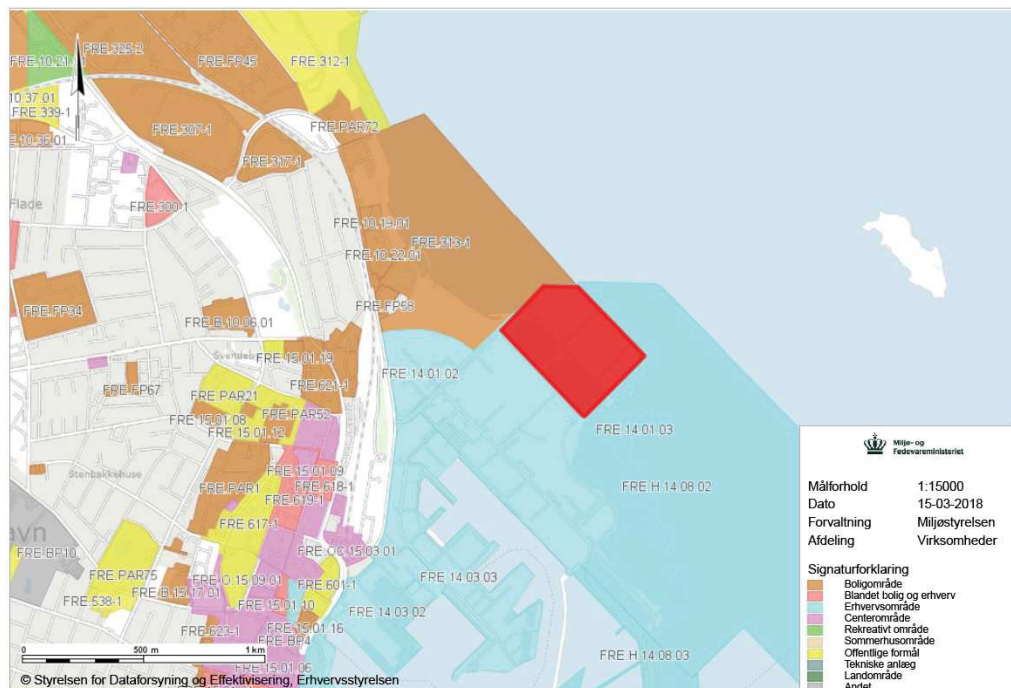 FRE.325-2
FRE.FP45
FRE 312-1
FRE.10.21.
10.37.01
FRE.339-1
FRE.307-1
FRE.PAR72
E.10.36.01
FRE.317-1
Flade
FRE.300-1
FRE.10.19.01
FRE.313-1
FRE.10.22.01
FRE.FP34
FRE.FP58
FRE.B.10.06.01
FRE.15.01.19
FRE 14.01.02
FRE.FP67
FRE.621-1
FRE.PAR21
FRE.PAR52
FRE.15.01.08
FRE.15.01.12
FRE 14.01.03
FRE.15.01.09
Stenbakkehuse
FRE.PAR1
FRE.618-1
FRE.619-1
FRE.H.14.08.02
FRE.617-1
avn
FRE.OC.15.03.01
FRE.BP10
FRE.PAR75
FRE.O.15.09.01
FRE.601-1
FRE 14.03.03
FRE.B.15.17.01
FRE.538-1
FRE.15.01.10
FRE 14.03.02
FRE.15.01.16
FRE.623-1
FRE.BP4
FRE.15.01.06
FRE.H.14.08.03
0 500 m 1 km
© Styrelsen for Dataforsyning og Effektivisering, Erhvervsstyrelsen
Miljø- og
Fødevareministeriet
Målforhold 1:15000
Dato 15-03-2018
Forvaltning Miljøstyrelsen
Afdeling Virksomheder
Signaturforklaring
Boligområde
Blandet bolig og erhverv
Erhvervsområde
Centerområde
Rekreativt område
Sommerhusområde
Offentlige formål
Tekniske anlæg
Landområde
Andet